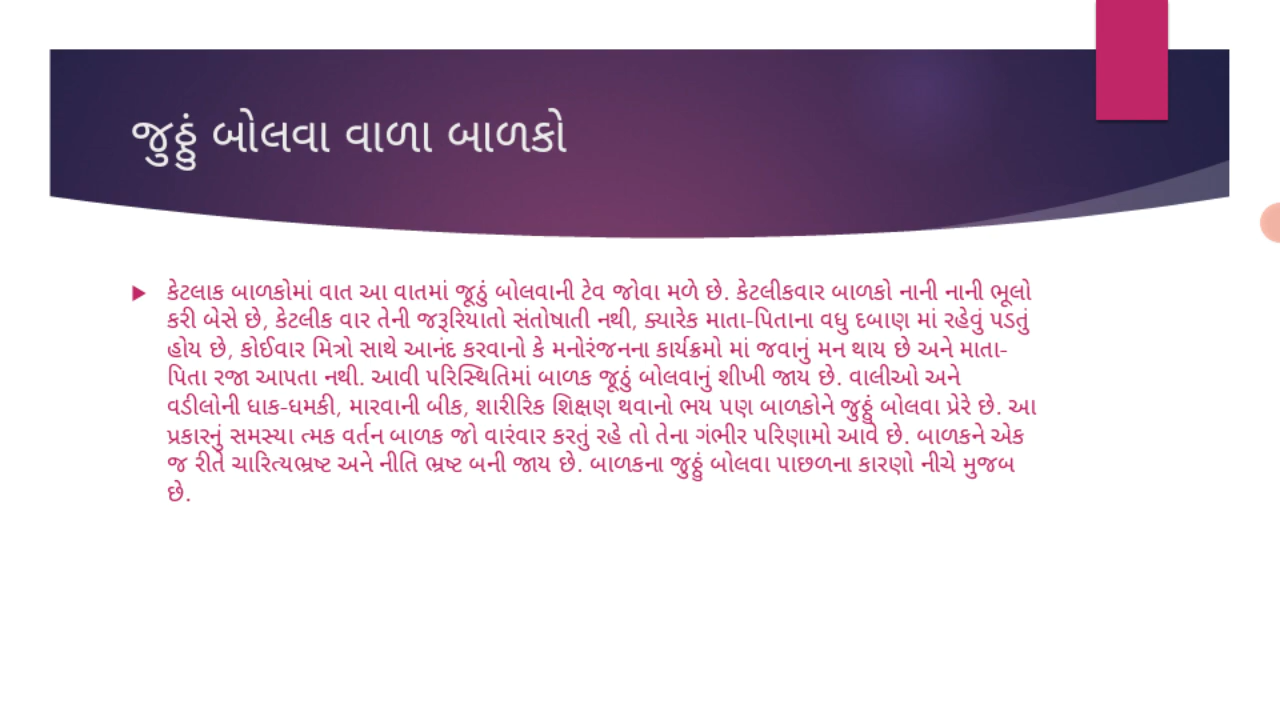 જુઠ્ઠું બોલવા વાળા બાળકો
કેટલાક બાળકોમાં વાત આ વાતમાં જૂઠું બોલવાની ટેવ જોવા મળે છે. કેટલીકવાર બાળકો નાની નાની ભૂલો
કરી બેસે છે, કેટલીક વાર તેની જરૂરિયાતો સંતોષાતી નથી, ક્યારેક માતા-પિતાના વધુ દબાણ માં રહેવું પડતું
હોય છે, કોઈવાર મિત્રો સાથે આનંદ કરવાનો કે મનોરંજનના કાર્યક્રમો માં જવાનું મન થાય છે અને માતા-
પિતા રજા આપતા નથી. આવી પરિસ્થિતિમાં બાળક જૂઠું બોલવાનું શીખી જાય છે. વાલીઓ અને
વડીલોની ધાક-ધમકી, મારવાની બીક, શારીરિક શિક્ષણ થવાનો ભય પણ બાળકોને જુઠ્ઠું બોલવા પ્રેરે છે. આ
પ્રકારનું સમસ્યા ત્મક વર્તન બાળક જો વારંવાર કરતું રહે તો તેના ગંભીર પરિણામો આવે છે. બાળકને એક
જ રીતે ચારિત્યભ્રષ્ટ અને નીતિ ભ્રષ્ટ બની જાય છે. બાળકના જુઠ્ઠું બોલવા પાછળના કારણો નીચે મુજબ
છે.